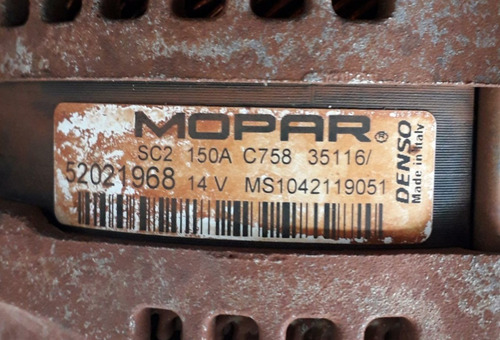 MOPAR®
SC2 150A C758 35116/
52021968 14 V MS1042119051
DENSO
Made in Italy